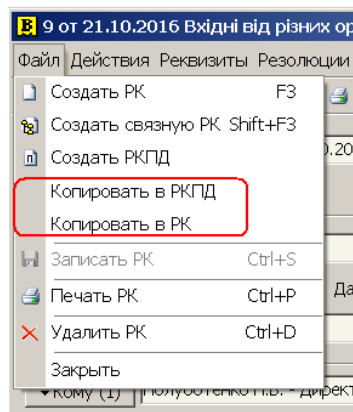 В 9 от 21.10.2016 Вхідні від різних ор
Файл Действия Реквизиты Резолюции
Создать РК F3
Создать связную РК Shift+F3
Создать РКПД
Копировать в РКПД
Копировать в РК
Записать РК Ctrl+S
Печать РК Ctrl+P
Удалить РК Ctrl+D
Закрыть
Кому (1)